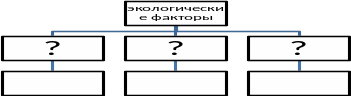 экологически
е факторы
? ? ?